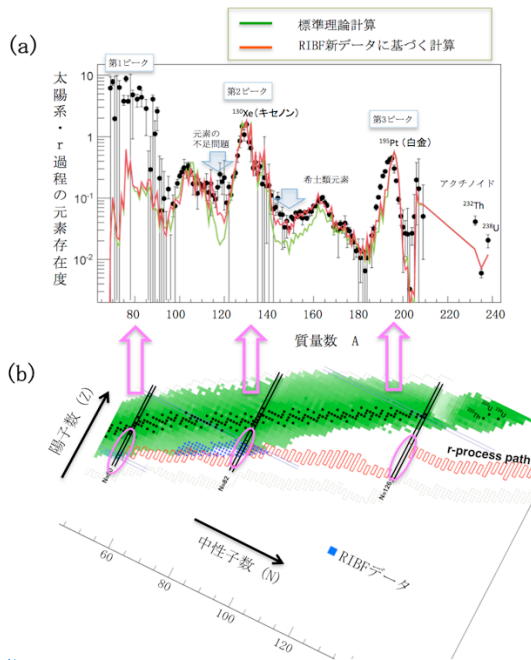 標準理論計算
RIBF新データに基づく計算
(a)
第1ピーク
第2ピーク
¹³⁰Xe(キセノン)
元素の
不足問題
第3ピーク
¹⁹⁵Pt(白金)
希土類元素
アクチノイド
²³²Th
²³⁸U
太陽系・r過程の元素存在度
10
1
10⁻¹
10⁻²
80 100 120 140 160 180 200 220 240
質量数 A
(b)
陽子数(Z)
N=82
N=126
r-process path
中性子数(N)
RIBFデータ
60
80
100
120